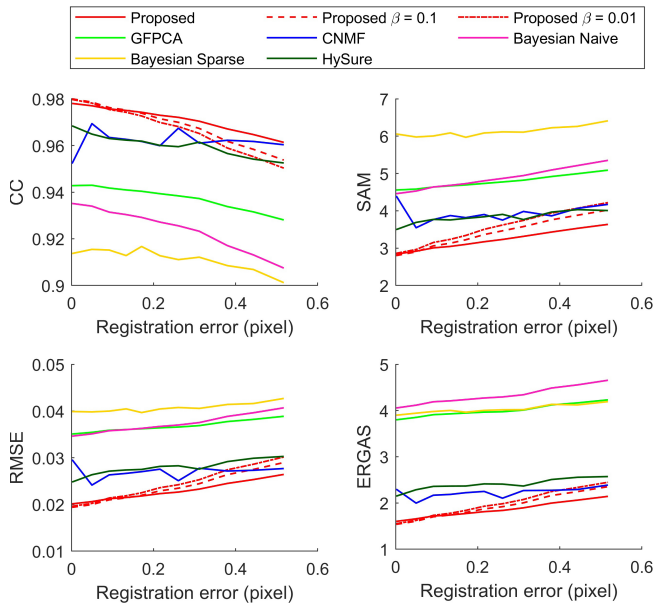 Proposed
Proposed β = 0.1
Proposed β = 0.01
GFPCA
CNMF
Bayesian Naive
Bayesian Sparse
HySure
0.98
0.96
0.94
0.92
0.9
CC
0
0.2
0.4
0.6
Registration error (pixel)
7
6
5
4
3
2
SAM
0
0.2
0.4
0.6
Registration error (pixel)
0.05
0.04
0.03
0.02
0.01
RMSE
0
0.2
0.4
0.6
Registration error (pixel)
5
4
3
2
1
ERGAS
0
0.2
0.4
0.6
Registration error (pixel)